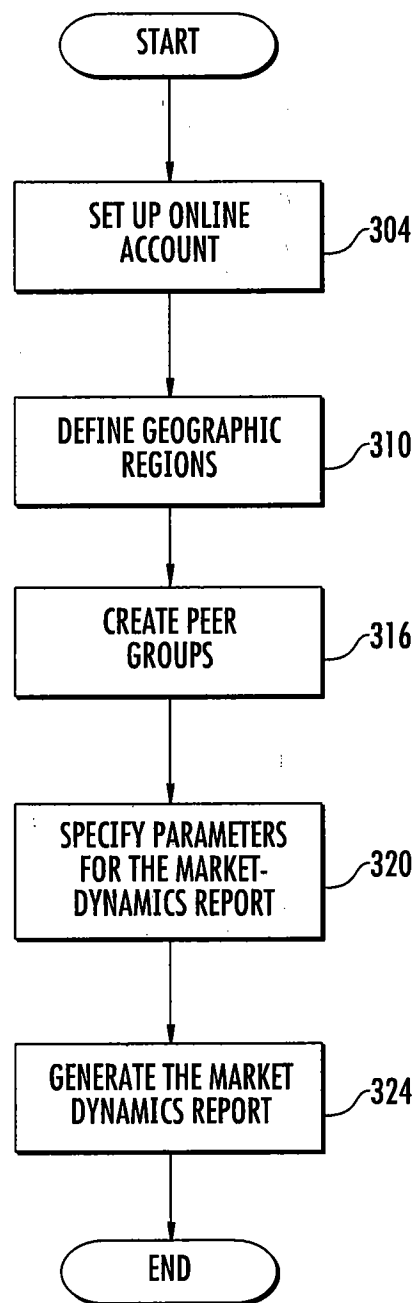 START
SET UP ONLINE
ACCOUNT
304
DEFINE GEOGRAPHIC
REGIONS
310
CREATE PEER
GROUPS
316
SPECIFY PARAMETERS
FOR THE MARKET-
DYNAMICS REPORT
320
GENERATE THE MARKET
DYNAMICS REPORT
324
END